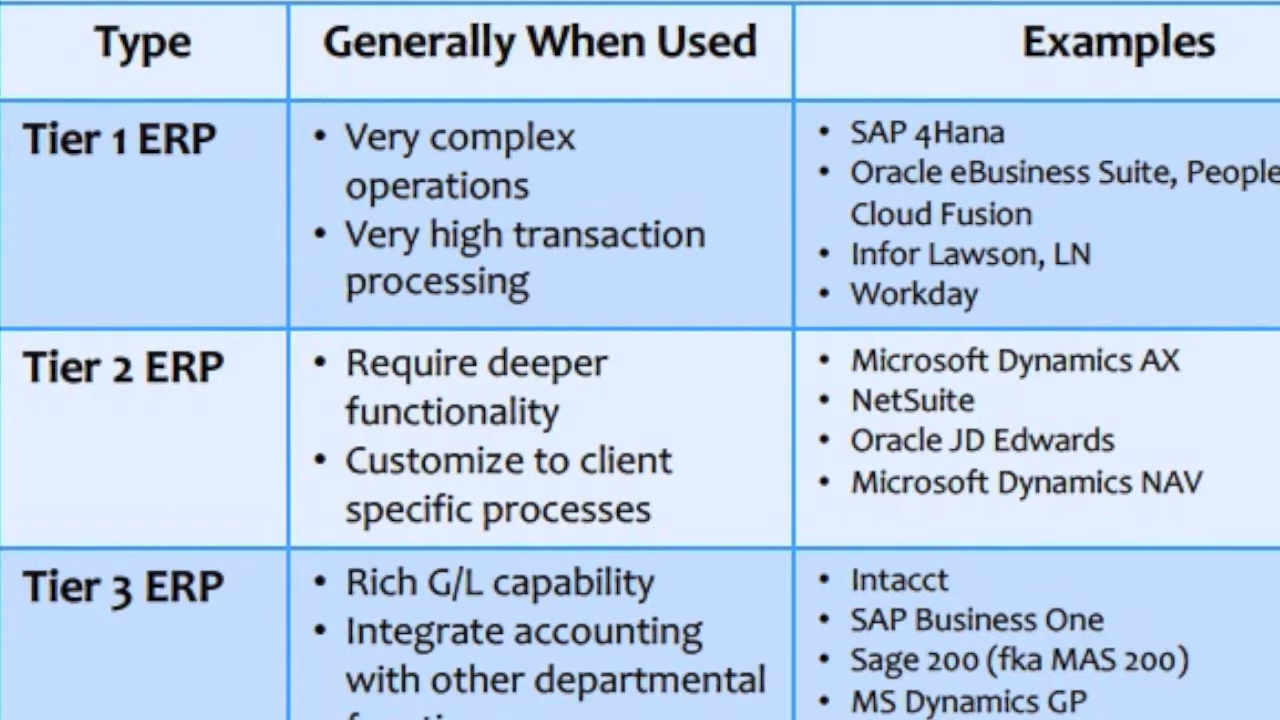 Type
Generally When Used
Examples
Tier 1 ERP
• Very complex
operations
• Very high transaction
processing
• SAP 4Hana
• Oracle eBusiness Suite, People
Cloud Fusion
• Infor Lawson, LN
• Workday
Tier 2 ERP
• Require deeper
functionality
• Customize to client
specific processes
• Microsoft Dynamics AX
• NetSuite
• Oracle JD Edwards
• Microsoft Dynamics NAV
Tier 3 ERP
• Rich G/L capability
• Integrate accounting
with other departmental
• Intacct
• SAP Business One
• Sage 200 (fka MAS 200)
• MS Dynamics GP